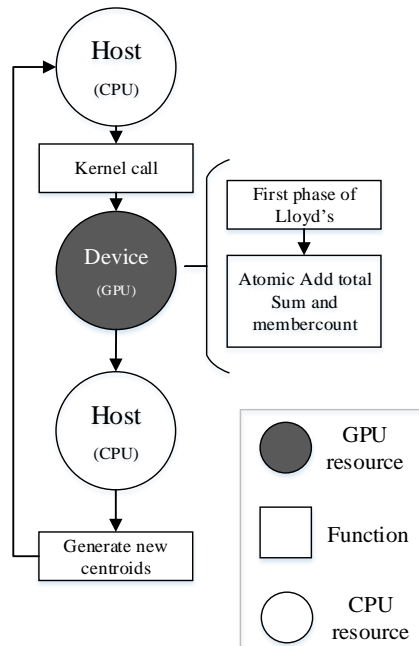 Host
(CPU)
Kernel call
Device
(GPU)
First phase of
Lloyd's
Atomic Add total
Sum and
membercount
Host
(CPU)
Generate new
centroids
GPU
resource
Function
CPU
resource